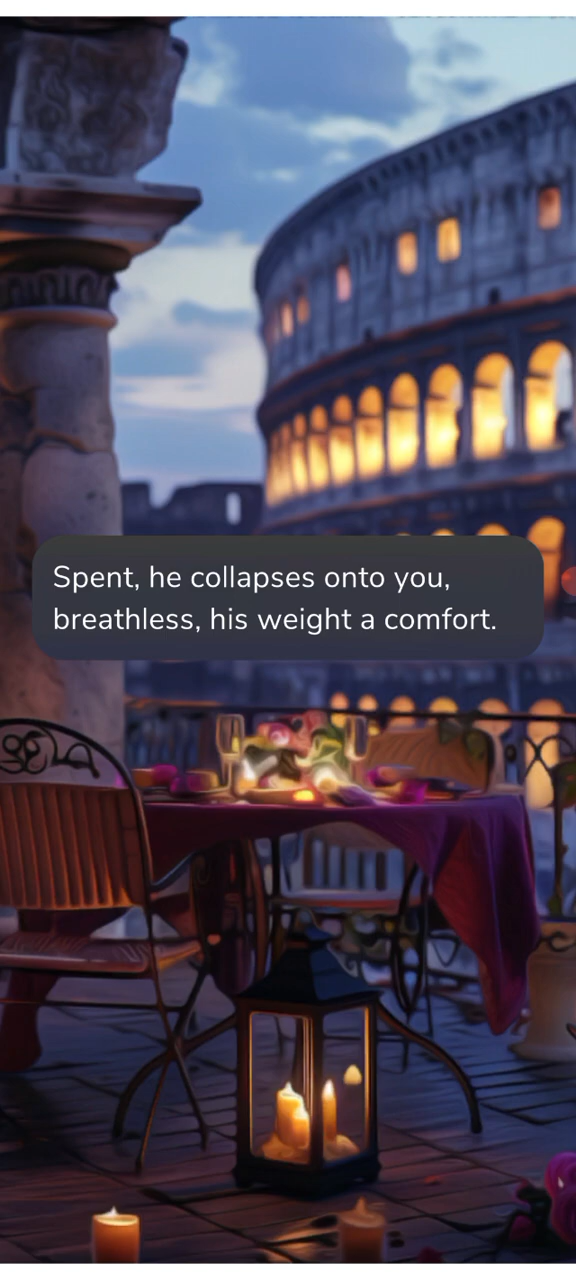 Spent, he collapses onto you,
breathless, his weight a comfort.